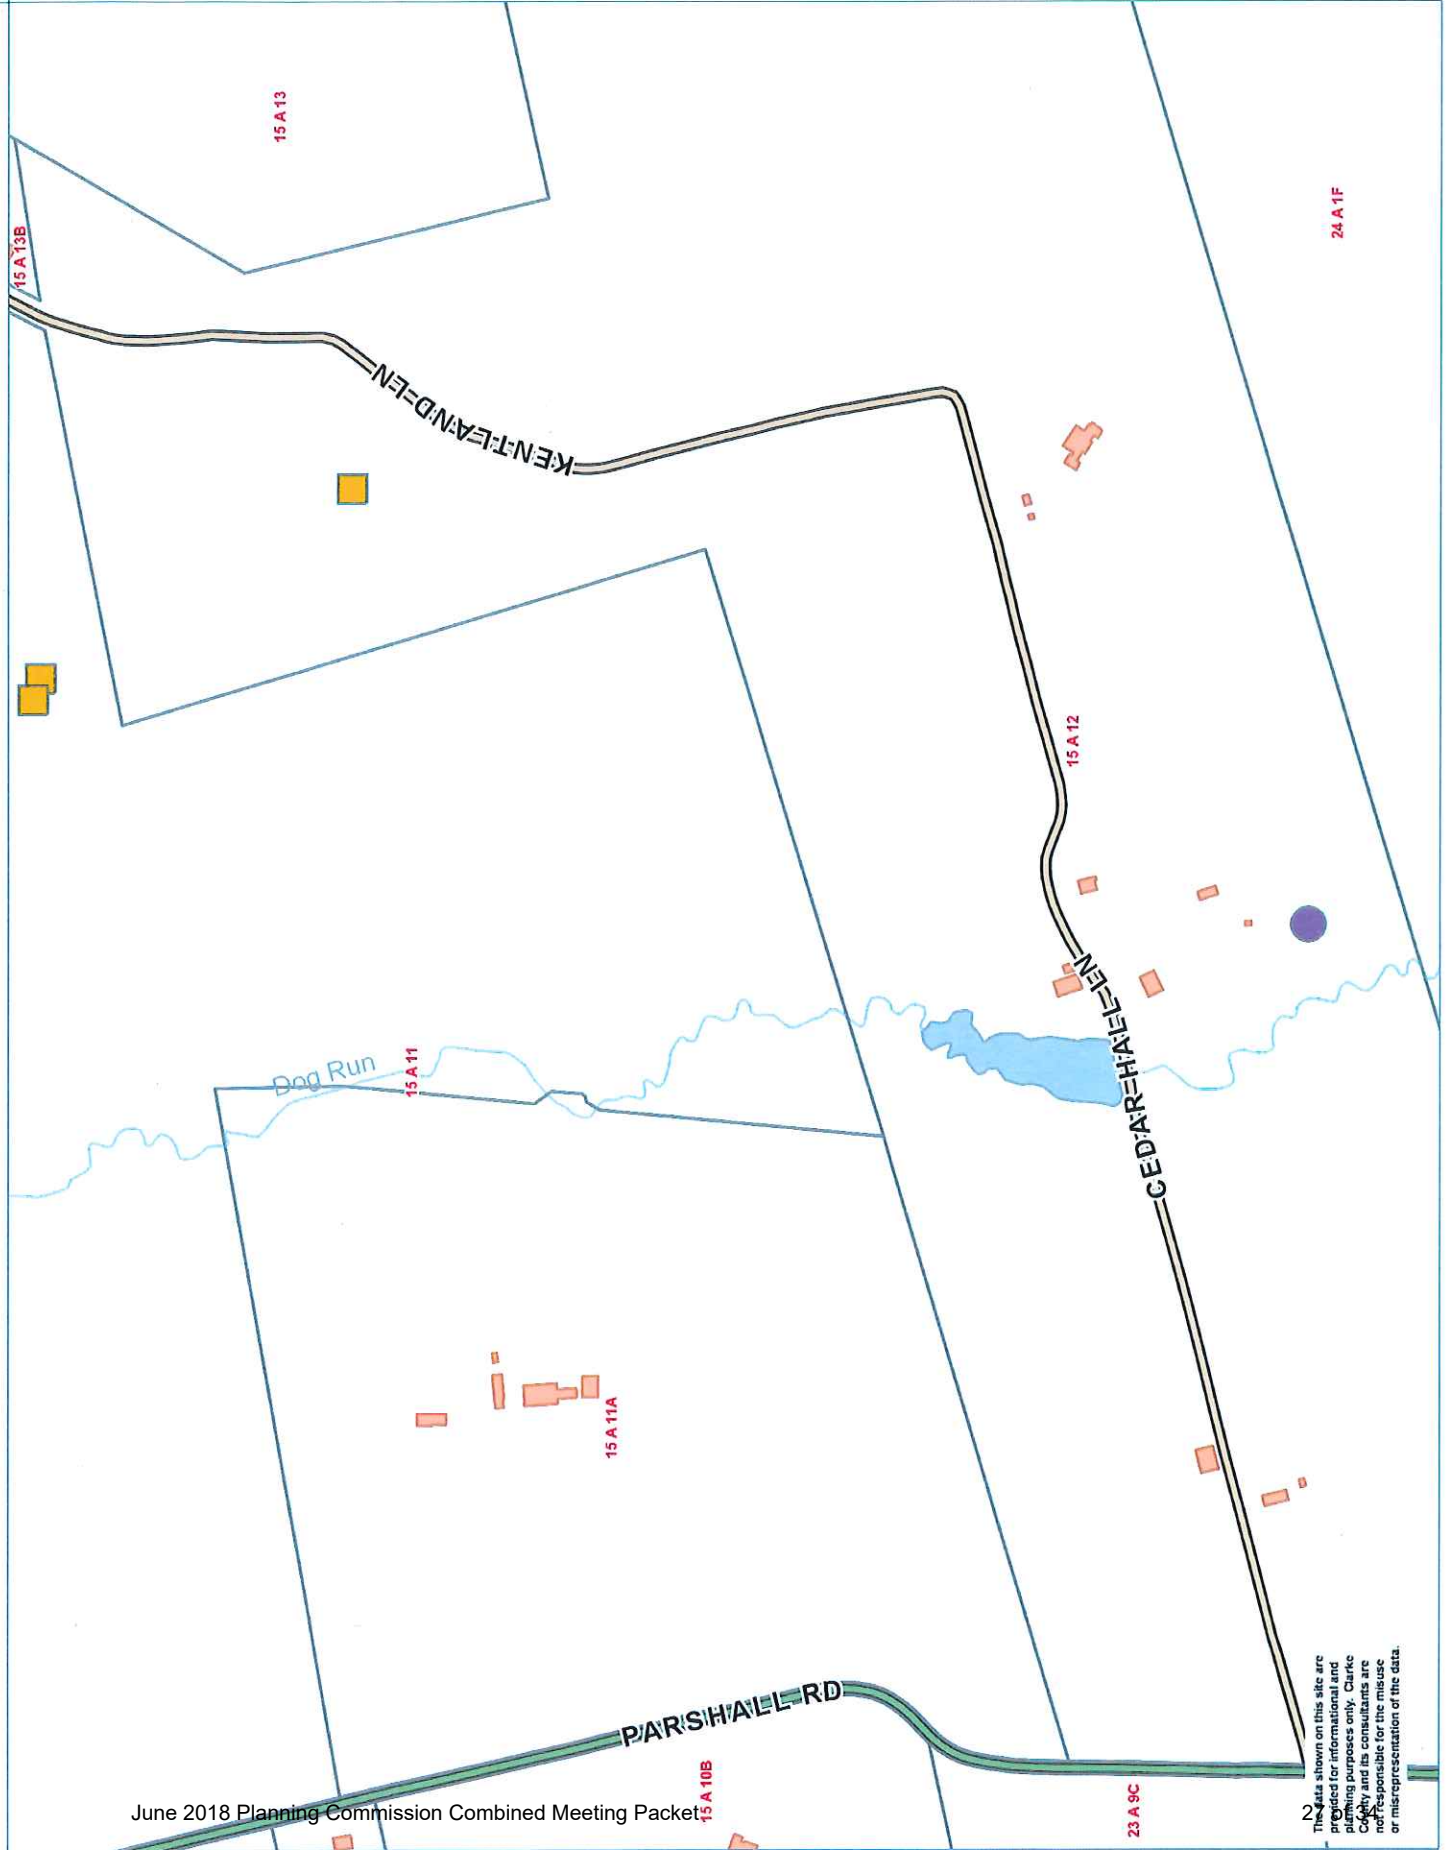 15 A 13
15 A 13B
24 A 1F
KENTLAND LN
15 A 12
CEDAR HALL LN
Dog Run
15 A 11
15 A 11A
PARSHALL RD
15 A 10B
23 A 9C
The data shown on this site are
provided for informational and
planning purposes only. Clarke
County and its consultants are
not responsible for the misuse
or misrepresentation of the data.
June 2018 Planning Commission Combined Meeting Packet
27 of 34